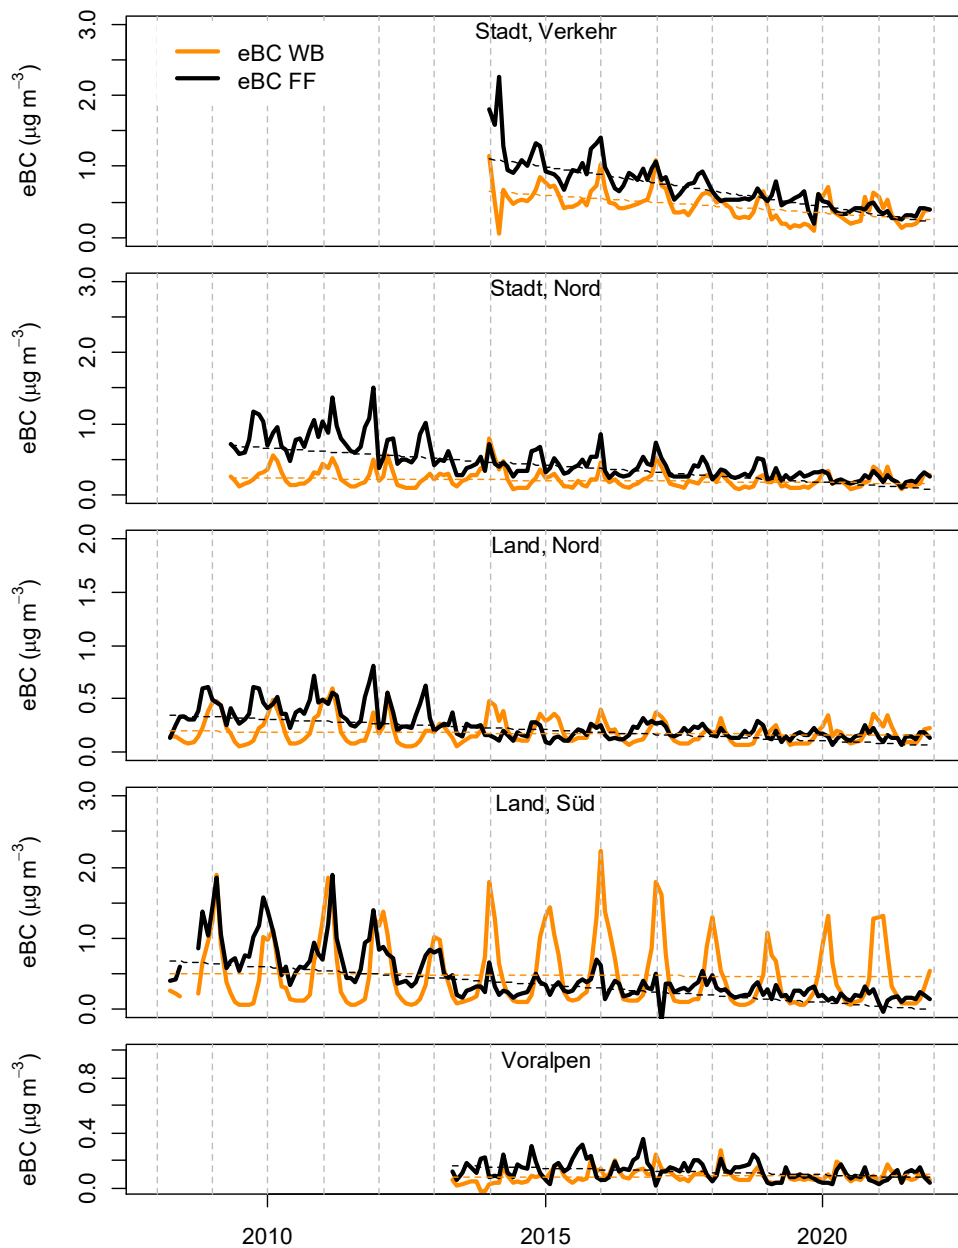 Stadt, Verkehr
eBC WB
eBC FF
eBC (μg m⁻³)
0.0 1.0 2.0 3.0
Stadt, Nord
eBC (μg m⁻³)
0.0 1.0 2.0 3.0
Land, Nord
eBC (μg m⁻³)
0.0 0.5 1.0 1.5 2.0
Land, Süd
eBC (μg m⁻³)
0.0 1.0 2.0 3.0
Voralpen
eBC (μg m⁻³)
0.0 0.4 0.8
2010 2015 2020